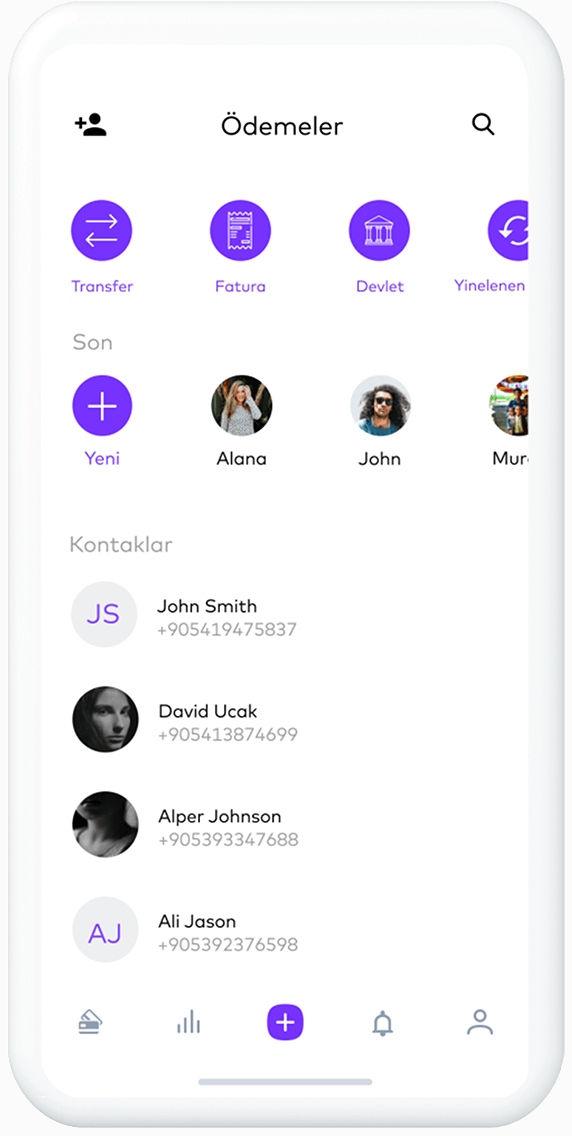 Ödemeler
Transfer Fatura Devlet Yinelenen
Son
Yeni Alana John
Kontaklar
JS John Smith
+905419475837
David Ucak
+905413874699
Alper Johnson
+905393347688
AJ Ali Jason
+905392376598